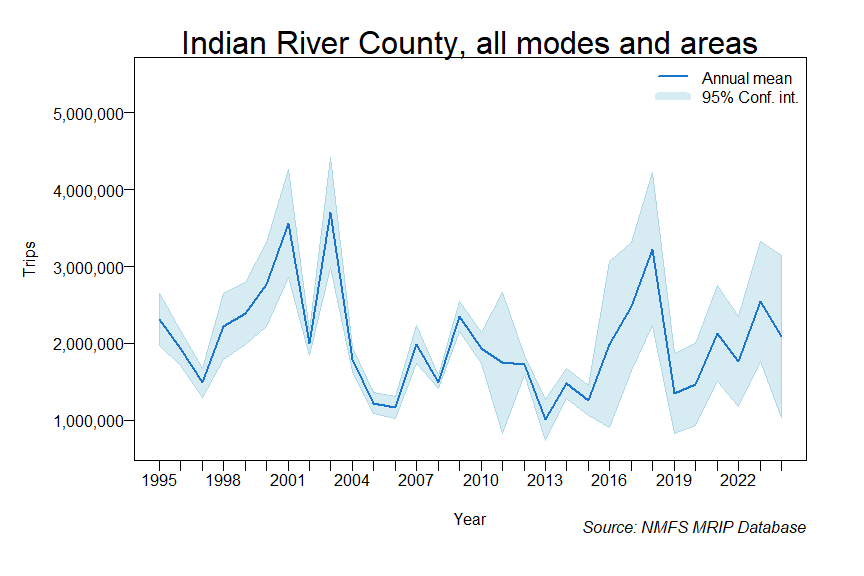 Indian River County, all modes and areas
Annual mean
95% Conf. int.
5,000,000
4,000,000
3,000,000
2,000,000
1,000,000
Trips
1995 1998 2001 2004 2007 2010 2013 2016 2019 2022
Year
Source: NMFS MRIP Database